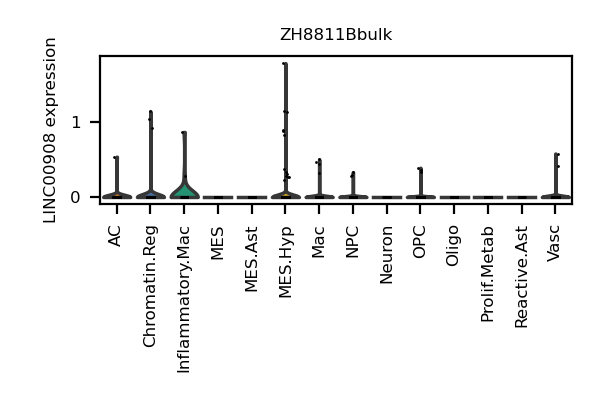 ZH8811Bbulk
LINC00908 expression
1
0
AC
Chromatin.Reg
Inflammatory.Mac
MES
MES.Ast
MES.Hyp
Mac
NPC
Neuron
OPC
Oligo
Prolif.Metab
Reactive.Ast
Vasc